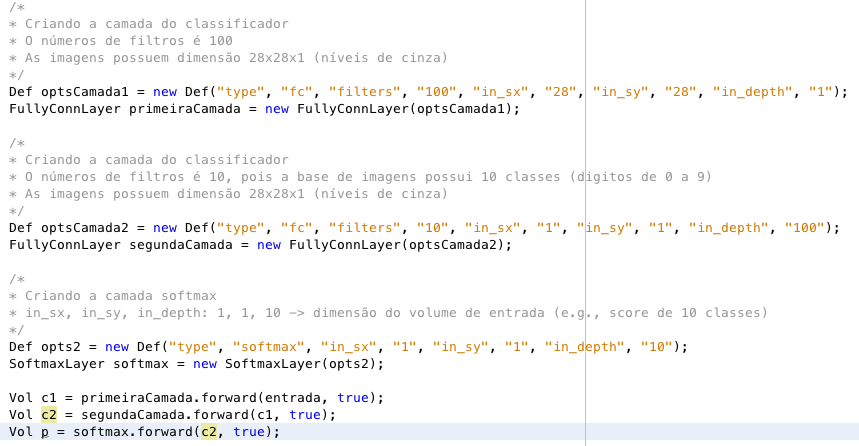 /*
* Criando a camada do classificador
* O números de filtros é 100
* As imagens possuem dimensão 28x28x1 (níveis de cinza)
*/
Def optsCamada1 = new Def("type", "fc", "filters", "100", "in_sx", "28", "in_sy", "28", "in_depth", "1");
FullyConnLayer primeiraCamada = new FullyConnLayer(optsCamada1);
/*
* Criando a camada do classificador
* O números de filtros é 10, pois a base de imagens possui 10 classes (digitos de 0 a 9)
* As imagens possuem dimensão 28x28x1 (níveis de cinza)
*/
Def optsCamada2 = new Def("type", "fc", "filters", "10", "in_sx", "1", "in_sy", "1", "in_depth", "100");
FullyConnLayer segundaCamada = new FullyConnLayer(optsCamada2);
/*
* Criando a camada softmax
* in_sx, in_sy, in_depth: 1, 1, 10 -> dimensão do volume de entrada (e.g., score de 10 classes)
*/
Def opts2 = new Def("type", "softmax", "in_sx", "1", "in_sy", "1", "in_depth", "10");
SoftmaxLayer softmax = new SoftmaxLayer(opts2);
Vol c1 = primeiraCamada.forward(entrada, true);
Vol c2 = segundaCamada.forward(c1, true);
Vol p = softmax.forward(c2, true);